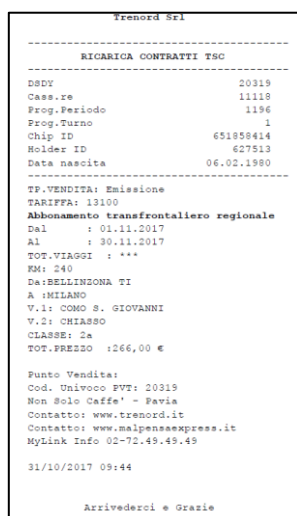 Trenord Srl
RICARICA CONTRATTI TSC
DSDY 20319
Cass.re 11118
Prog.Periodo 1196
Prog.Turno 1
Chip ID 651858414
Holder ID 627513
Data nascita 06.02.1980
TP.VENDITA: Emissione
TARIFFA: 13100
Abbonamento transfrontaliero regionale
Dal : 01.11.2017
Al : 30.11.2017
TOT.VIAGGI : ***
KM: 240
Da:BELLINZONA TI
A :MILANO
V.1: COMO S. GIOVANNI
V.2: CHIASSO
CLASSE: 2a
TOT.PREZZO :266,00 €
Punto Vendita:
Cod. Univoco PVT: 20319
Non Solo Caffe' - Pavia
Contatto: www.trenord.it
Contatto: www.malpensaexpress.it
MyLink Info 02-72.49.49.49
31/10/2017 09:44
Arrivederci e Grazie